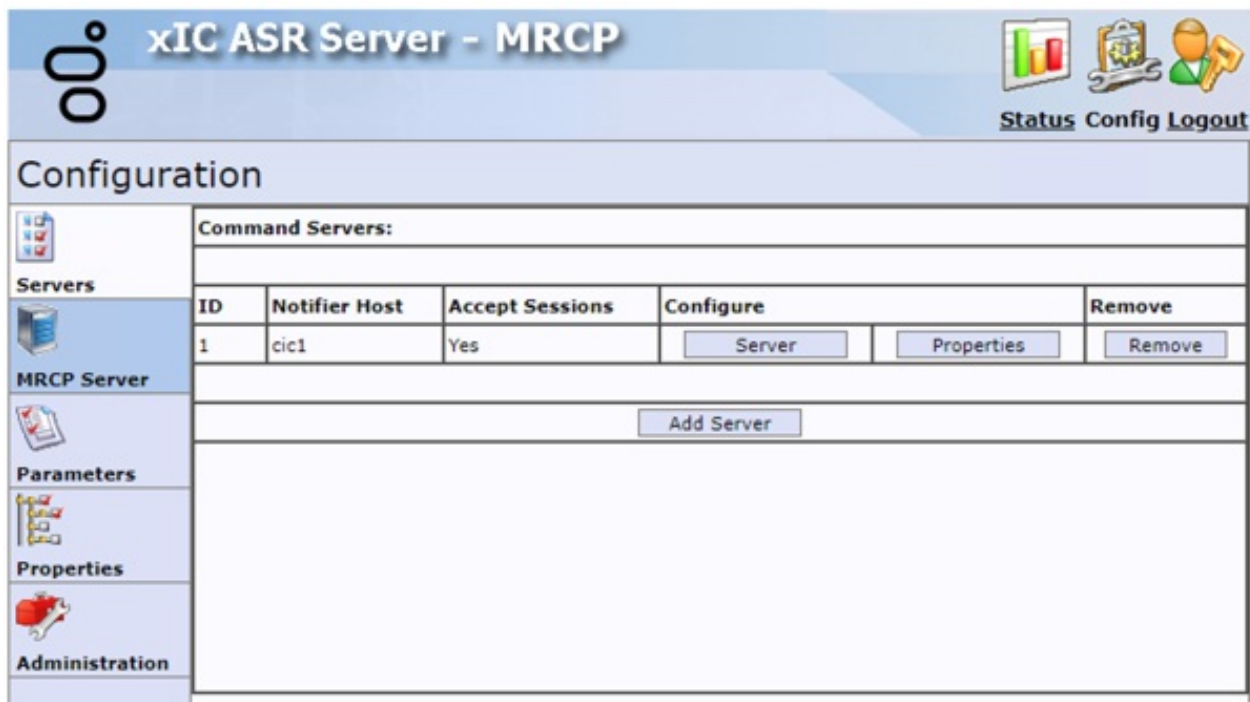 xIC ASR Server - MRCP
Status Config Logout
Configuration
Servers
MRCP Server
Parameters
Properties
Administration
Command Servers:
ID Notifier Host Accept Sessions Configure Remove
1 cic1 Yes Server Properties Remove
Add Server